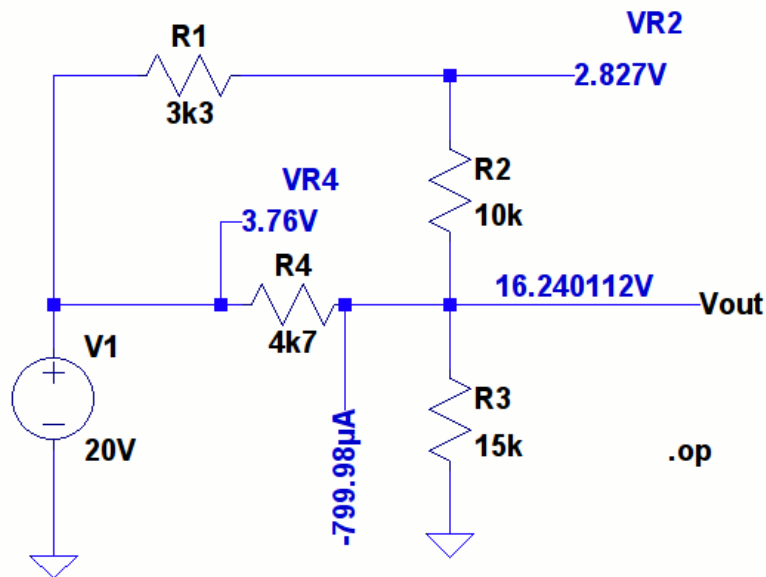 VR2
R1
2.827V
3k3
R2
VR4
10k
3.76V
R4
16.240112V
Vout
4k7
V1
R3
20V
15k
.op
-799.98µA